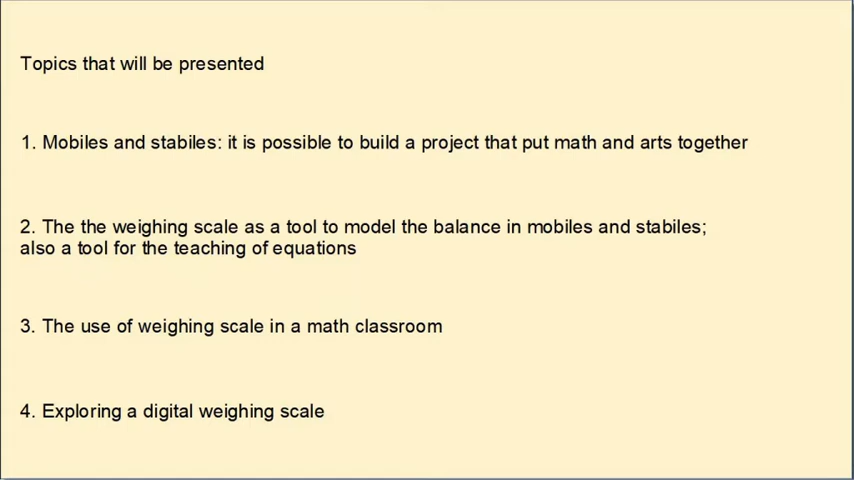 Topics that will be presented
1. Mobiles and stabiles: it is possible to build a project that put math and arts together
2. The the weighing scale as a tool to model the balance in mobiles and stabiles;
also a tool for the teaching of equations
3. The use of weighing scale in a math classroom
4. Exploring a digital weighing scale